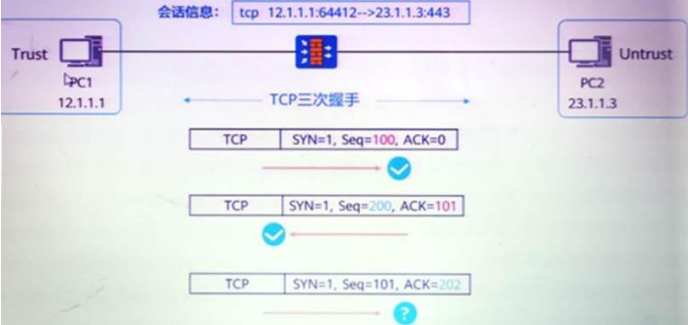 会话信息： tcp 12.1.1.1:64412-->23.1.1.3:443
Trust
Untrust
PC1
PC2
12.1.1.1
23.1.1.3
TCP三次握手
TCP SYN=1, Seq=100, ACK=0
TCP SYN=1, Seq=200, ACK=101
TCP SYN=1, Seq=101, ACK=202
?